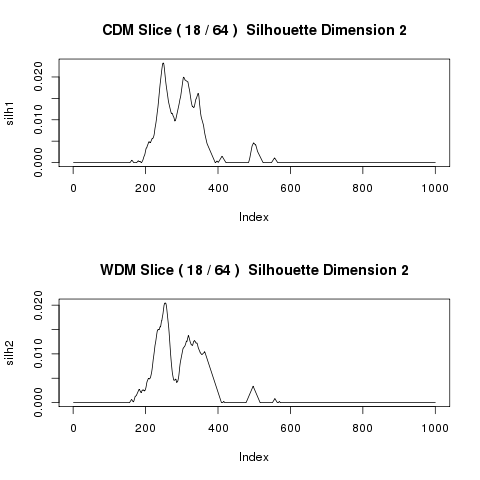 CDM Slice ( 18 / 64 )  Silhouette Dimension 2
silh1
0.020
0.010
0.000
0 200 400 600 800 1000
Index
WDM Slice ( 18 / 64 )  Silhouette Dimension 2
silh2
0.020
0.010
0.000
0 200 400 600 800 1000
Index